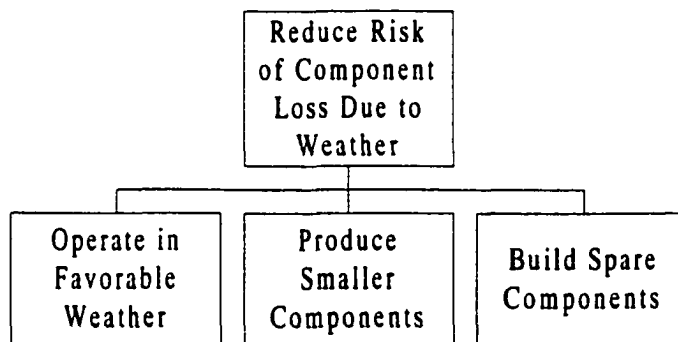 Reduce Risk
of Component
Loss Due to
Weather
Operate in
Favorable
Weather
Produce
Smaller
Components
Build Spare
Components